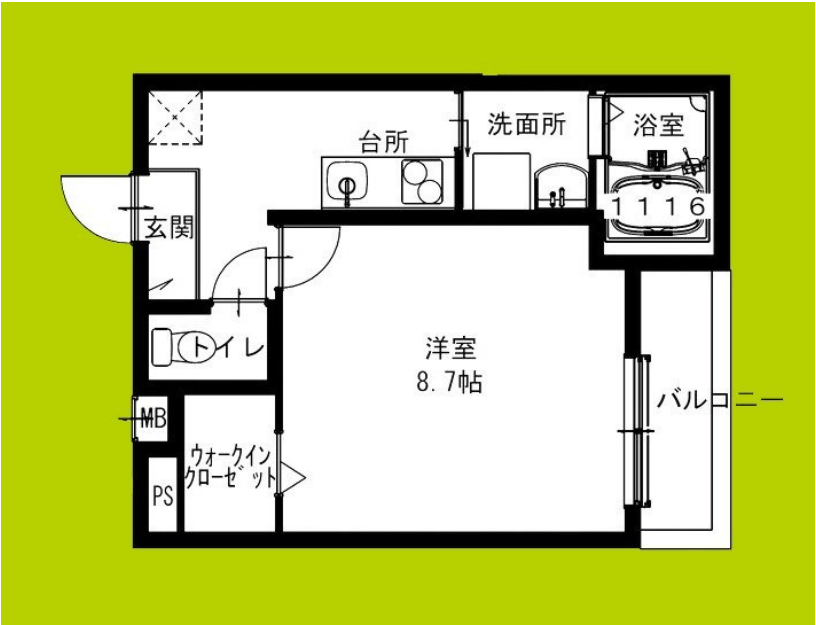 台所
洗面所
浴室
1116
玄関
トイレ
洋室
8.7帖
バルコニー
MB
ウォークイン
クローゼット
PS